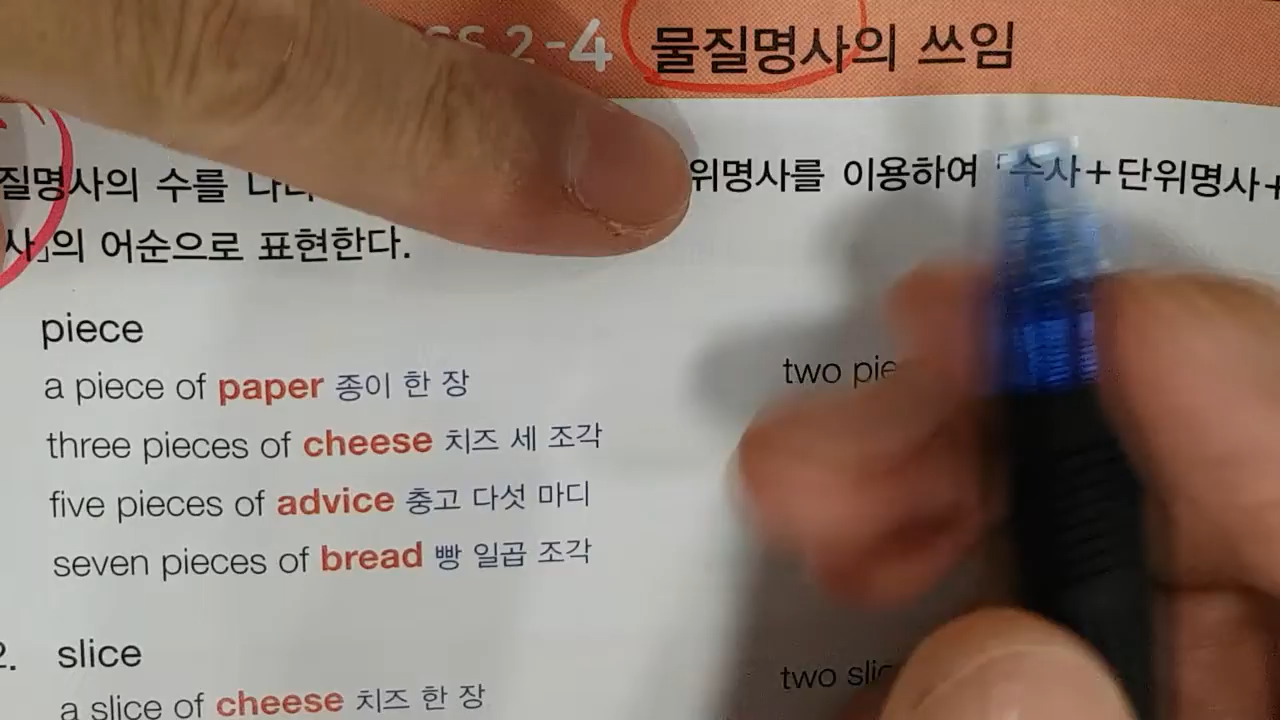 2-4 물질명사의 쓰임
질명사의 수를 위명사를 이용하여 「수사+단위명사+
사」의 어순으로 표현한다.
piece
a piece of paper 종이 한 장
two
three pieces of cheese 치즈 세 조각
five pieces of advice 충고 다섯 마디
seven pieces of bread 빵 일곱 조각
2. slice
a slice of cheese 치즈 한 장
two